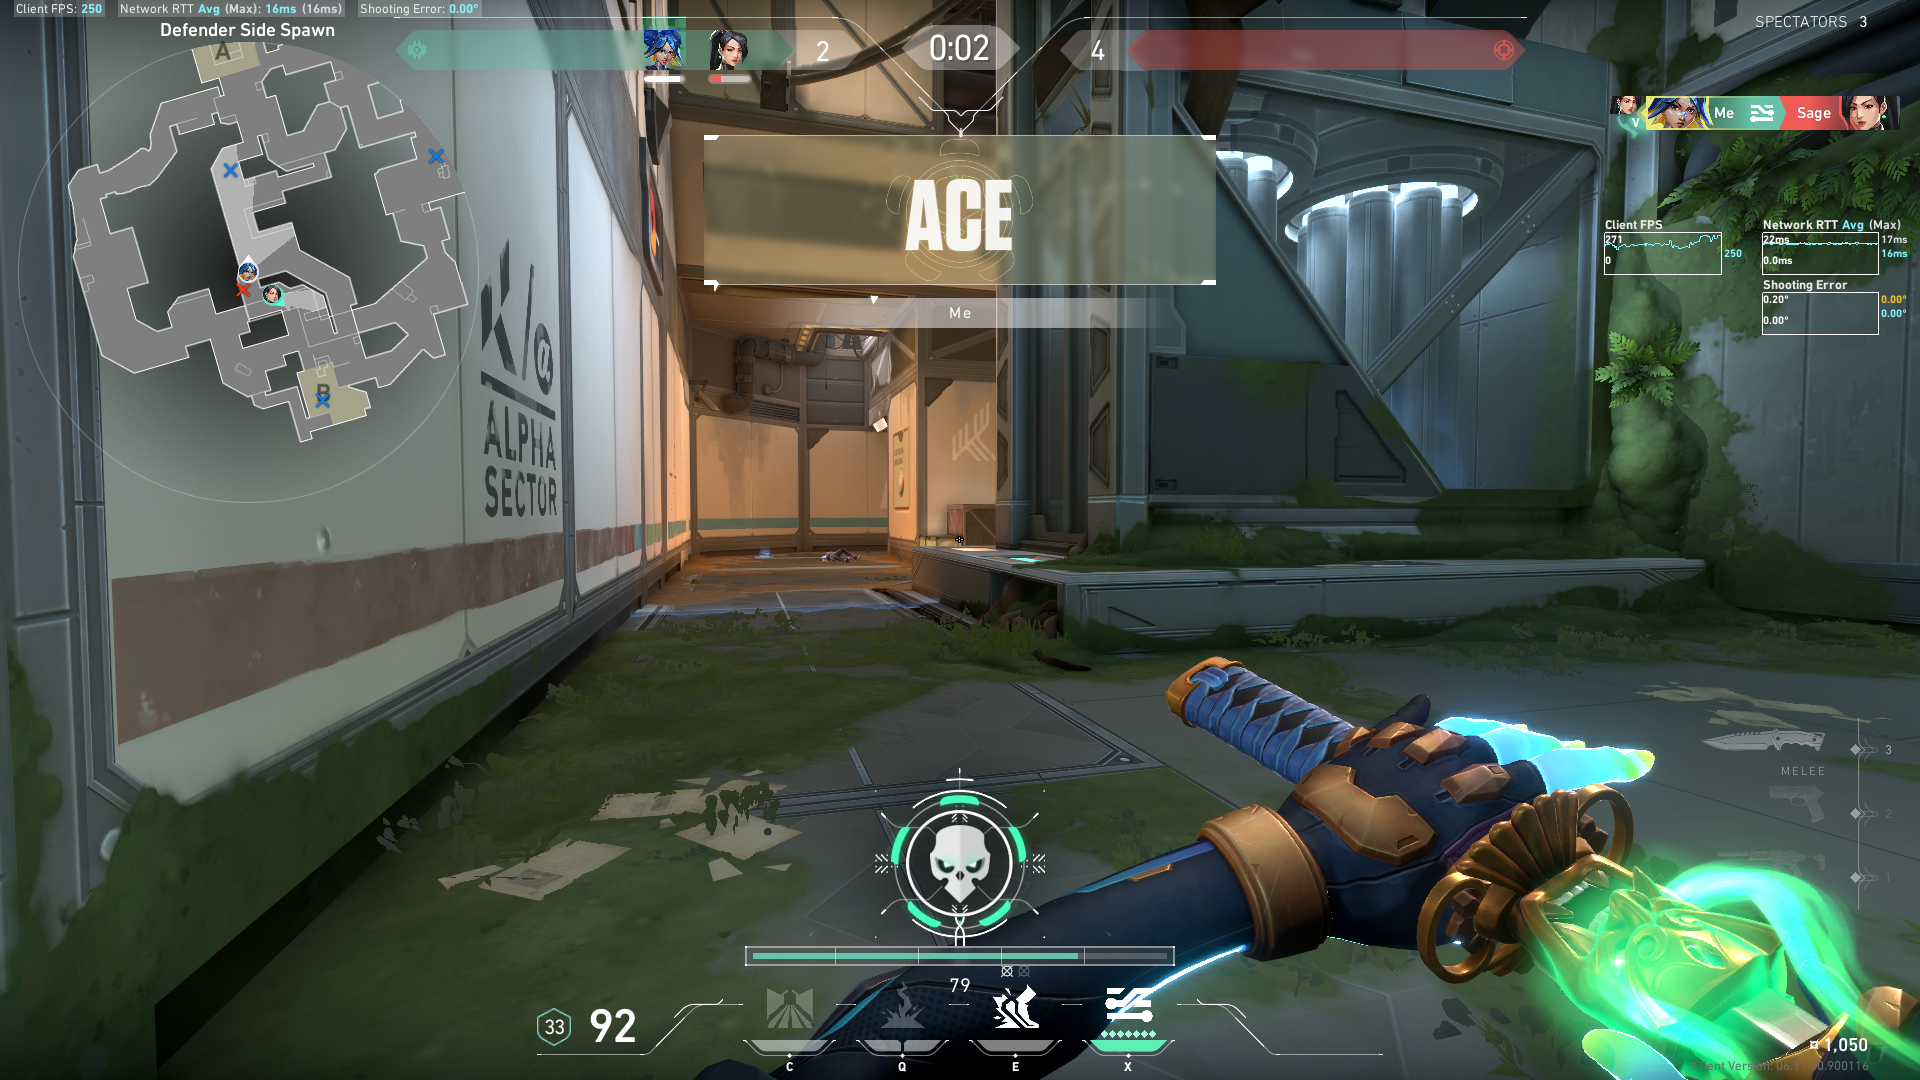 Client FPS: 250
Network RTT Avg (Max): 16ms (16ms)
Shooting Error: 0.00°
Defender Side Spawn
2
0:02
4
SPECTATORS 3
A
B
V
Me
Sage
ACE
Me
Client FPS
271
0
250
Network RTT Avg (Max)
22ms
0.0ms
17ms
16ms
Shooting Error
0.20°
0.00°
0.00°
0.00°
K/α
ALPHA
SECTOR
3
MELEE
2
1
79
33
92
C
Q
E
X
1,050